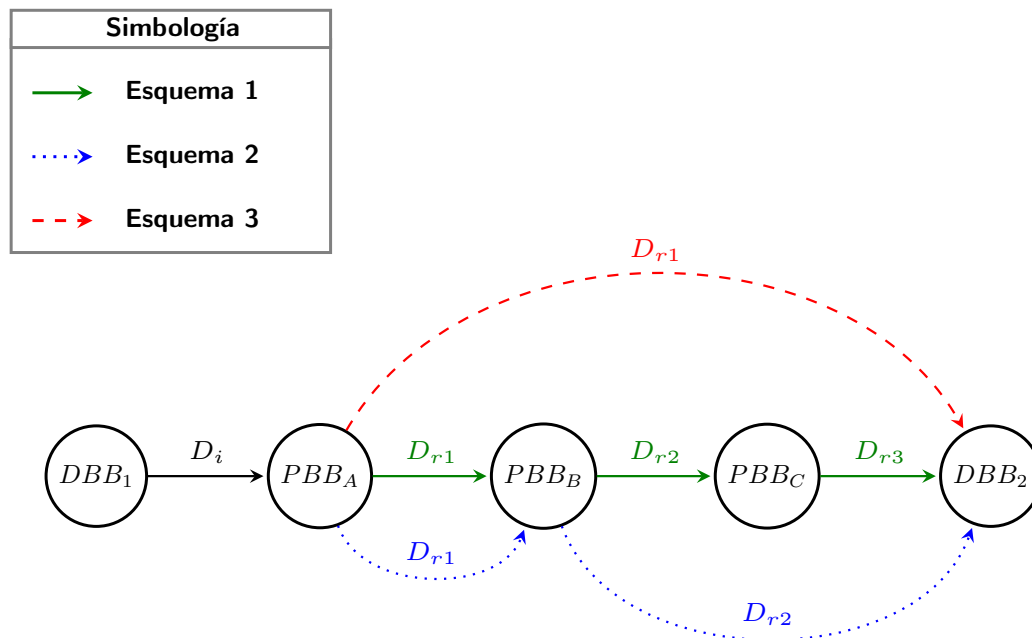 Simbología
Esquema 1
Esquema 2
Esquema 3
D_{r1}
D_i
D_{r1}
D_{r2}
D_{r3}
DBB_1
PBB_A
PBB_B
PBB_C
DBB_2
D_{r1}
D_{r2}